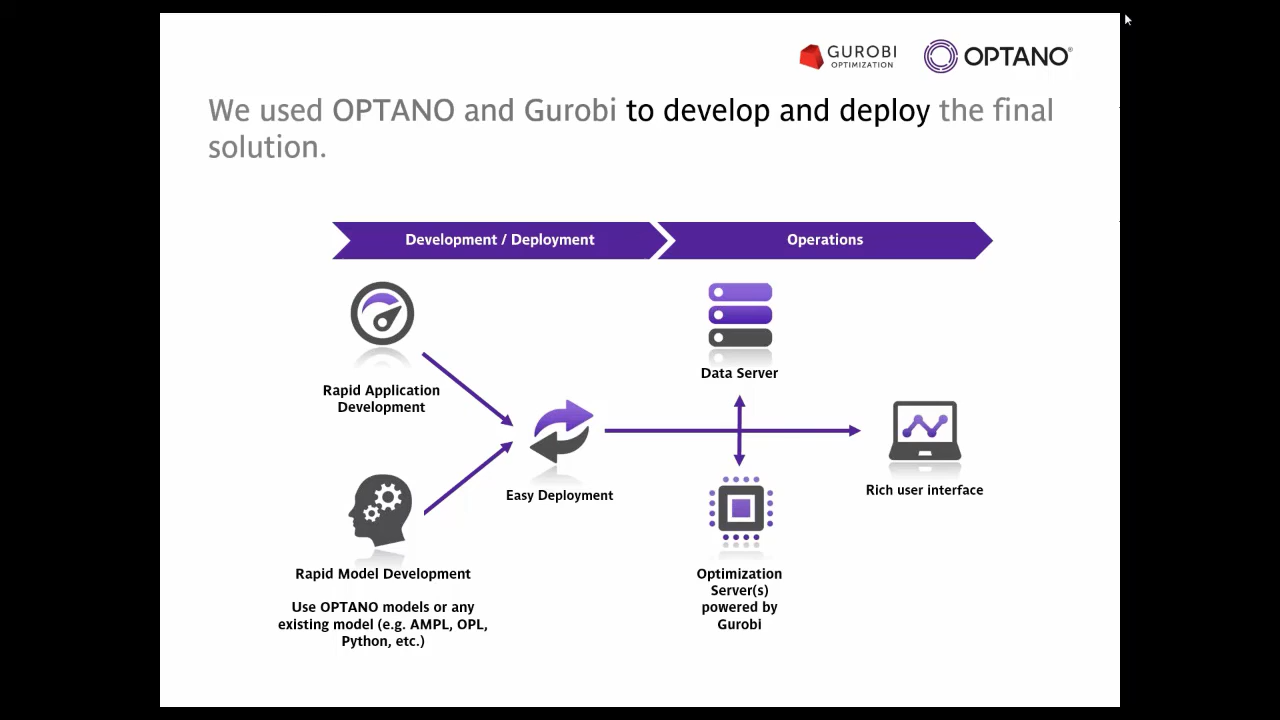 GUROBI
OPTIMIZATION
OPTANO®
We used OPTANO and Gurobi to develop and deploy the final
solution.
Development / Deployment
Operations
Rapid Application
Development
Data Server
Easy Deployment
Rich user interface
Rapid Model Development
Use OPTANO models or any
existing model (e.g. AMPL, OPL,
Python, etc.)
Optimization
Server(s)
powered by
Gurobi